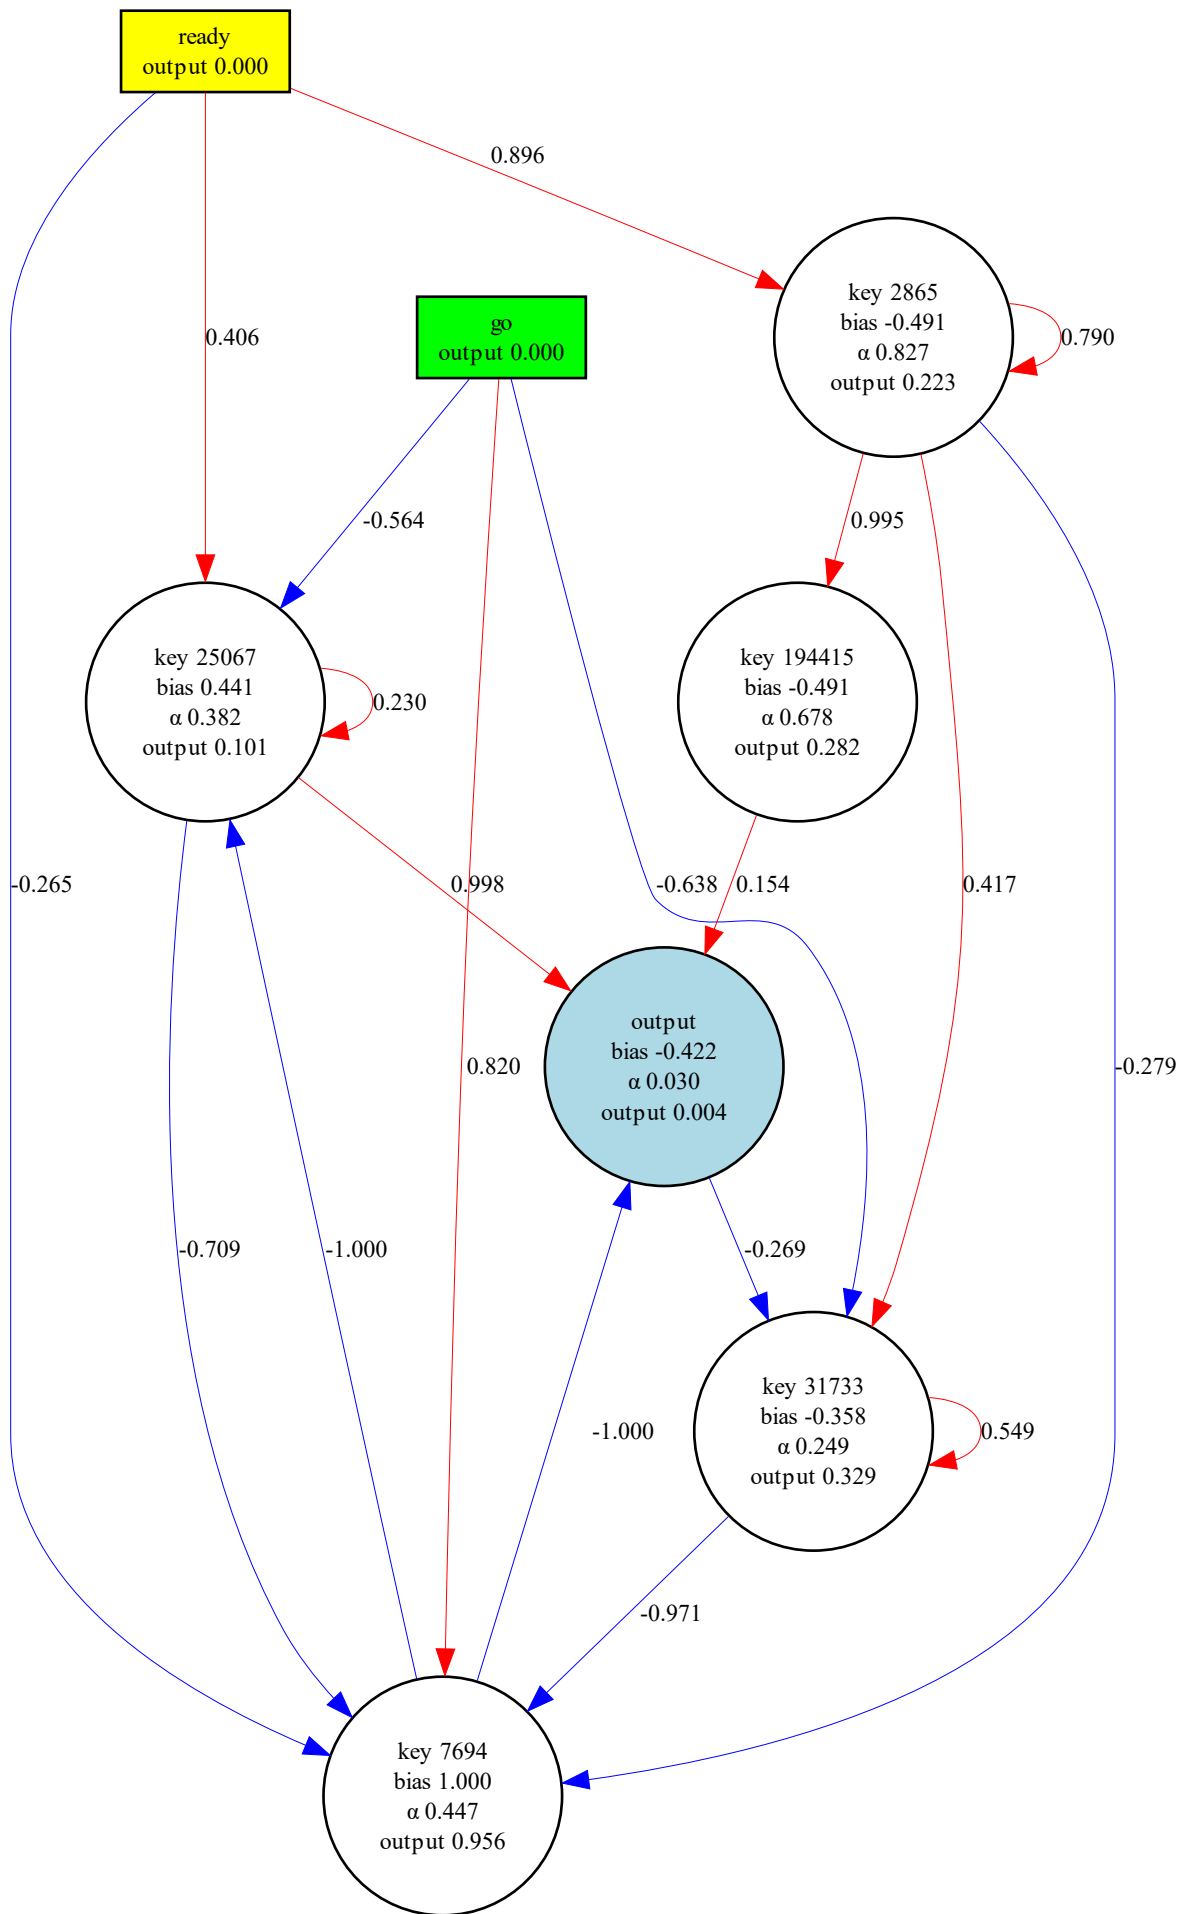 ready
output 0.000
0.896
key 2865
bias -0.491
α 0.827
output 0.223
0.790
go
output 0.000
0.406
-0.564
0.995
key 25067
bias 0.441
α 0.382
output 0.101
0.230
key 194415
bias -0.491
α 0.678
output 0.282
-0.265
0.998
-0.638
0.154
0.417
output
bias -0.422
α 0.030
output 0.004
0.820
-0.279
-0.709
-1.000
-0.269
key 31733
bias -0.358
α 0.249
output 0.329
-1.000
0.549
-0.971
key 7694
bias 1.000
α 0.447
output 0.956